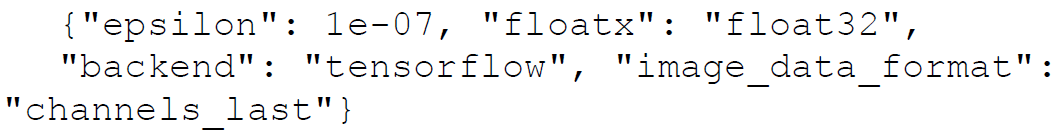 {"epsilon": 1e-07, "floatx": "float32",
"backend": "tensorflow", "image_data_format":
"channels_last"}